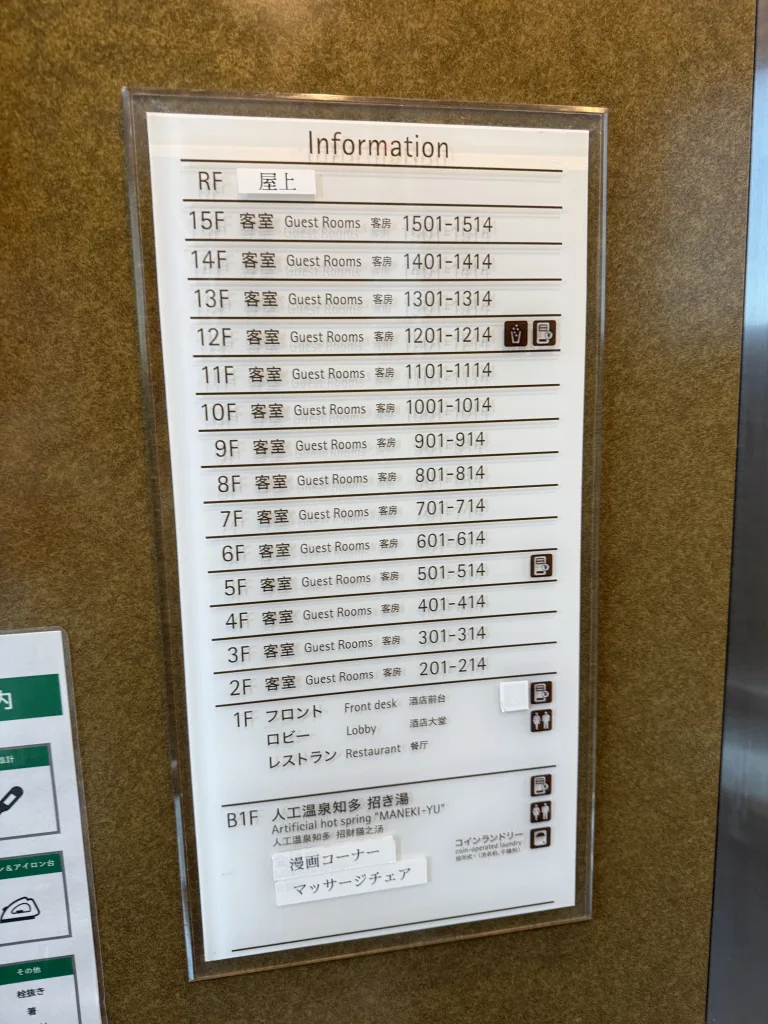 Information
RF 屋上
15F 客室 Guest Rooms 客房 1501-1514
14F 客室 Guest Rooms 客房 1401-1414
13F 客室 Guest Rooms 客房 1301-1314
12F 客室 Guest Rooms 客房 1201-1214
11F 客室 Guest Rooms 客房 1101-1114
10F 客室 Guest Rooms 客房 1001-1014
9F 客室 Guest Rooms 客房 901-914
8F 客室 Guest Rooms 客房 801-814
7F 客室 Guest Rooms 客房 701-714
6F 客室 Guest Rooms 客房 601-614
5F 客室 Guest Rooms 客房 501-514
4F 客室 Guest Rooms 客房 401-414
3F 客室 Guest Rooms 客房 301-314
2F 客室 Guest Rooms 客房 201-214
1F フロント Front desk 酒店前台
ロビー Lobby 酒店大堂
レストラン Restaurant 餐厅
B1F 人工温泉知多 招き湯
Artificial hot spring "MANEKI-YU"
人工温泉知多 招财猫之汤
漫画コーナー
マッサージチェア
コインランドリー
coin-operated laundry
内
計
ン&アイロン台
その他
栓抜き
箸